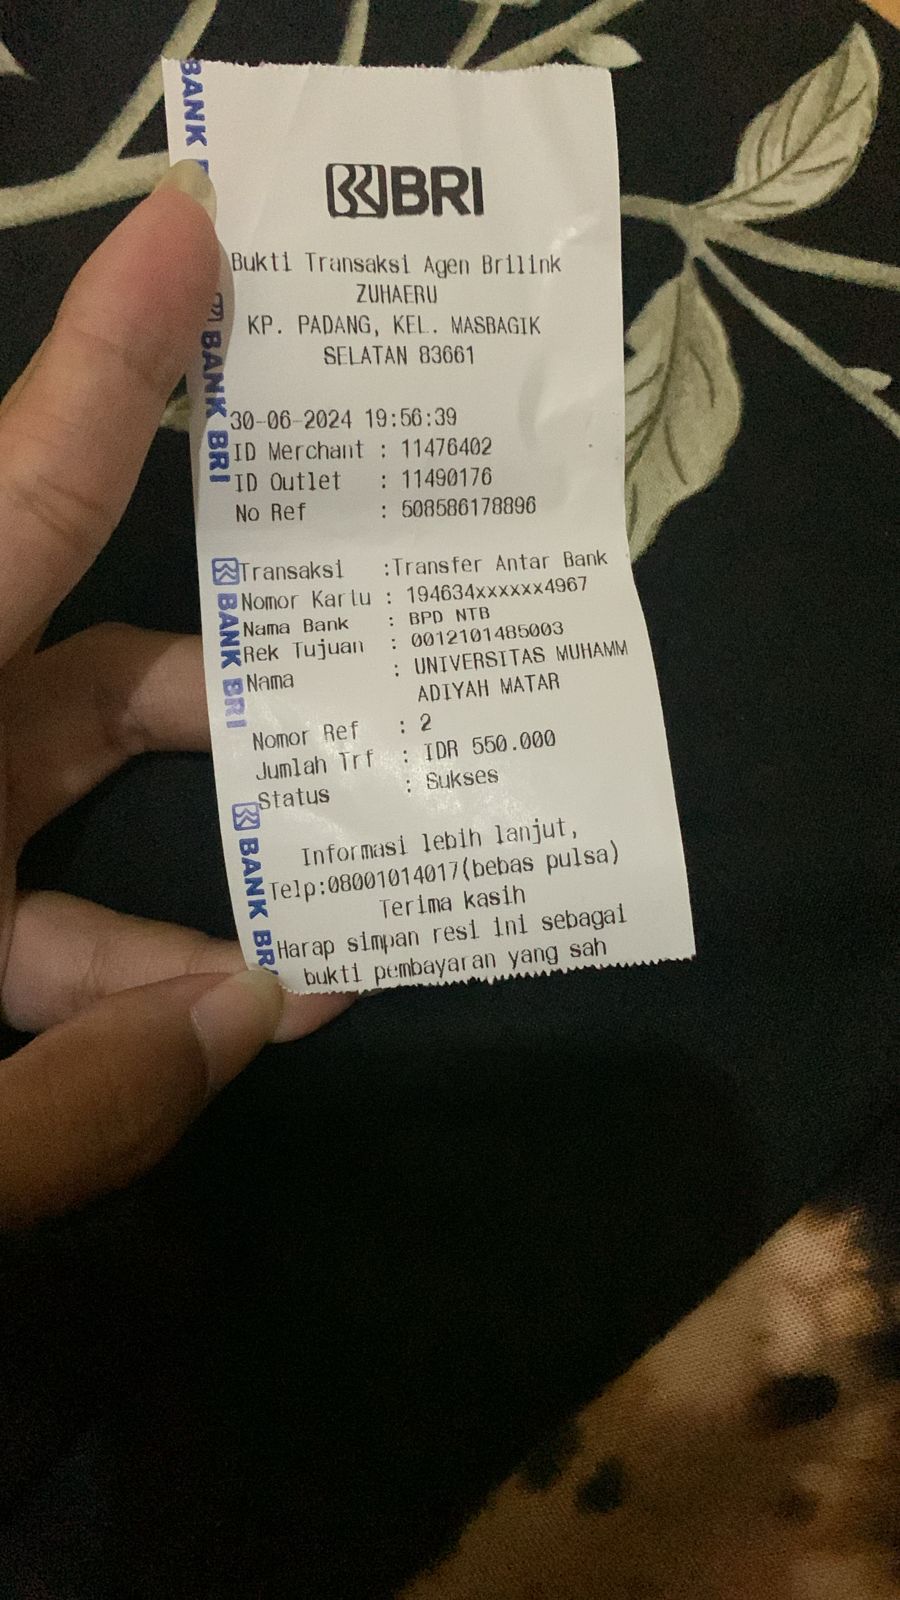 BRI
Bukti Transaksi Agen Brilink
ZUHAERU
KP. PADANG, KEL. MASBAGIK
SELATAN 83661
30-06-2024 19:56:39
ID Merchant : 11476402
ID Outlet : 11490176
No Ref : 508586178896
Transaksi :Transfer Antar Bank
Nomor Kartu : 194634xxxxxx4967
Nama Bank : BPD NTB
Rek Tujuan : 0012101485003
Nama : UNIVERSITAS MUHAMM
ADIYAH MATAR
Nomor Ref : 2
Jumlah Trf : IDR 550.000
Status : Sukses
Informasi lebih lanjut,
Telp:08001014017(bebas pulsa)
Terima kasih
Harap simpan resi ini sebagai
bukti pembayaran yang sah
BANK
BANK BRI
BANK BRI
BANK BRI